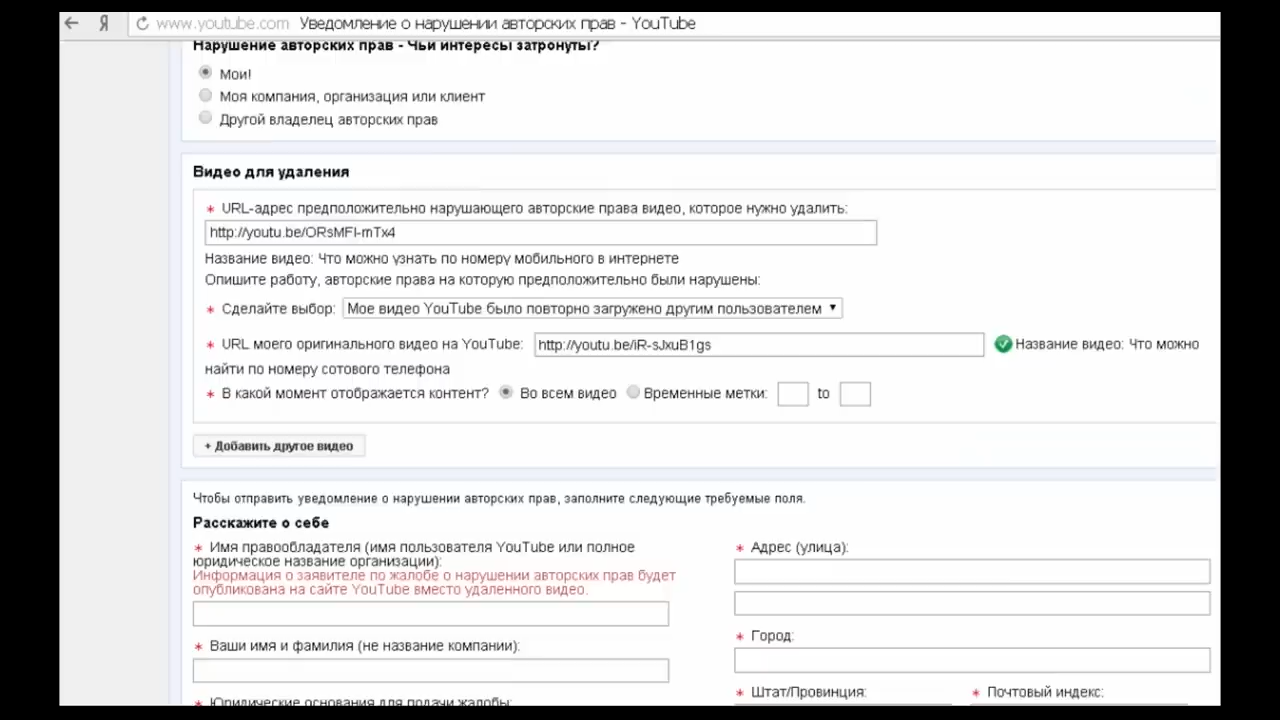 Я www.youtube.com Уведомление о нарушении авторских прав - YouTube
Нарушение авторских прав - Чьи интересы затронуты?
Мои!
Моя компания, организация или клиент
Другой владелец авторских прав
Видео для удаления
* URL-адрес предположительно нарушающего авторские права видео, которое нужно удалить:
http://youtu.be/ORsMFl-mTx4
Название видео: Что можно узнать по номеру мобильного в интернете
Опишите работу, авторские права на которую предположительно были нарушены:
* Сделайте выбор: Мое видео YouTube было повторно загружено другим пользователем
* URL моего оригинального видео на YouTube: http://youtu.be/iR-sJxuB1gs Название видео: Что можно
найти по номеру сотового телефона
* В какой момент отображается контент? Во всем видео Временные метки: to
+ Добавить другое видео
Чтобы отправить уведомление о нарушении авторских прав, заполните следующие требуемые поля.
Расскажите о себе
* Имя правообладателя (имя пользователя YouTube или полное
юридическое название организации):
Информация о заявителе по жалобе о нарушении авторских прав будет
опубликована на сайте YouTube вместо удаленного видео.
* Ваши имя и фамилия (не название компании):
* Юридические основания для подачи жалобы:
* Адрес (улица):
* Город:
* Штат/Провинция: * Почтовый индекс: